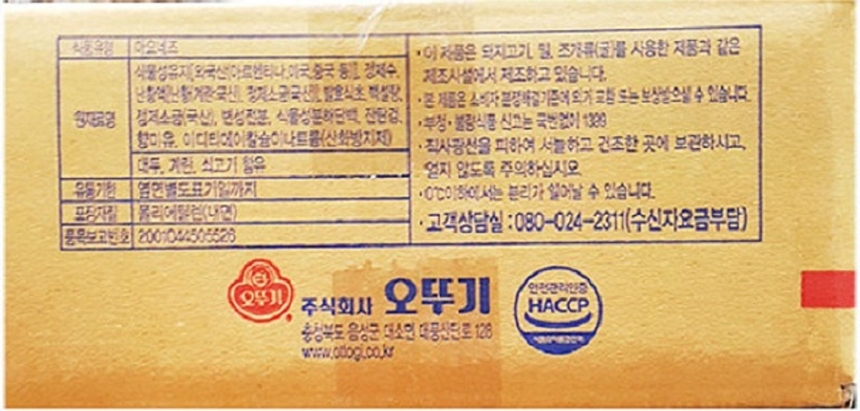 식품유형 마요네즈
원재료명
식물성유지[외국산(아르헨티나,미국,중국 등)], 정제수,
난황액[난황(계란:국산), 정제소금(국산)], 발효식초, 백설탕,
정제소금(국산), 변성전분, 식물성분해단백, 잔탄검,
향미유, 이디티에이칼슘이나트륨(산화방지제)
대두, 계란, 쇠고기 함유
유통기한 옆면별도표기일까지
포장재질 폴리에틸렌(내면)
품목보고번호
• 이 제품은 돼지고기, 밀, 조개류(굴)를 사용한 제품과 같은
제조시설에서 제조하고 있습니다.
• 본 제품은 소비자 분쟁해결기준에 의거 교환 또는 보상받으실 수 있습니다.
• 부정·불량식품 신고는 국번없이 1399
• 직사광선을 피하여 서늘하고 건조한 곳에 보관하시고,
얼지 않도록 주의하십시오.
• 0℃이하에서는 분리가 일어날 수 있습니다.
• 고객상담실 : 080-024-2311(수신자요금부담)
오뚜기
주식회사 오뚜기
충청북도 음성군 대소면 대풍산단로 128
www.ottogi.co.kr
안전관리인증
HACCP